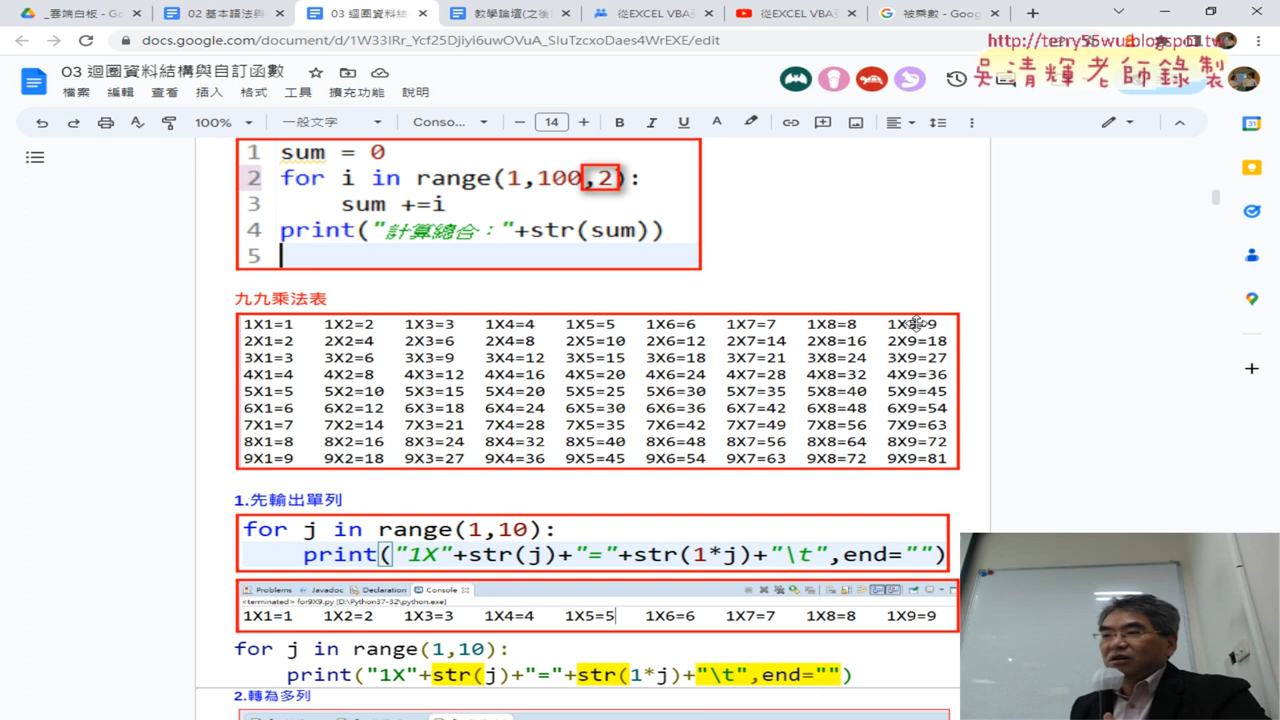 _雲端白板 - Go
02 基本語法與
03 迴圈資料結
教學論壇(之後
從EXCEL VBA
從EXCEL VBA
被乘數 - Goog
docs.google.com/document/d/1W33IRr_Ycf25Djiyi6uwOVuA_SIuTzcxoDaes4WrEXE/edit
http://terry55wu.blogspot.tw
吳清輝老師錄製
03 迴圈資料結構與自訂函數
檔案 編輯 查看 插入 格式 工具 擴充功能 說明
100% 一般文字 Conso... 14 B I U A
1 sum = 0
2 for i in range(1,100,2):
3 sum +=i
4 print("計算總合："+str(sum))
5
九九乘法表
1X1=1 1X2=2 1X3=3 1X4=4 1X5=5 1X6=6 1X7=7 1X8=8 1X9=9
2X1=2 2X2=4 2X3=6 2X4=8 2X5=10 2X6=12 2X7=14 2X8=16 2X9=18
3X1=3 3X2=6 3X3=9 3X4=12 3X5=15 3X6=18 3X7=21 3X8=24 3X9=27
4X1=4 4X2=8 4X3=12 4X4=16 4X5=20 4X6=24 4X7=28 4X8=32 4X9=36
5X1=5 5X2=10 5X3=15 5X4=20 5X5=25 5X6=30 5X7=35 5X8=40 5X9=45
6X1=6 6X2=12 6X3=18 6X4=24 6X5=30 6X6=36 6X7=42 6X8=48 6X9=54
7X1=7 7X2=14 7X3=21 7X4=28 7X5=35 7X6=42 7X7=49 7X8=56 7X9=63
8X1=8 8X2=16 8X3=24 8X4=32 8X5=40 8X6=48 8X7=56 8X8=64 8X9=72
9X1=9 9X2=18 9X3=27 9X4=36 9X5=45 9X6=54 9X7=63 9X8=72 9X9=81
1.先輸出單列
for j in range(1,10):
print("1X"+str(j)+"="+str(1*j)+"\t",end="")
Problems Javadoc Declaration Console
<terminated> for9X9.py [D:\Python37-32\python.exe]
1X1=1 1X2=2 1X3=3 1X4=4 1X5=5 1X6=6 1X7=7 1X8=8 1X9=9
for j in range(1,10):
print("1X"+str(j)+"="+str(1*j)+"\t",end="")
2.轉為多列